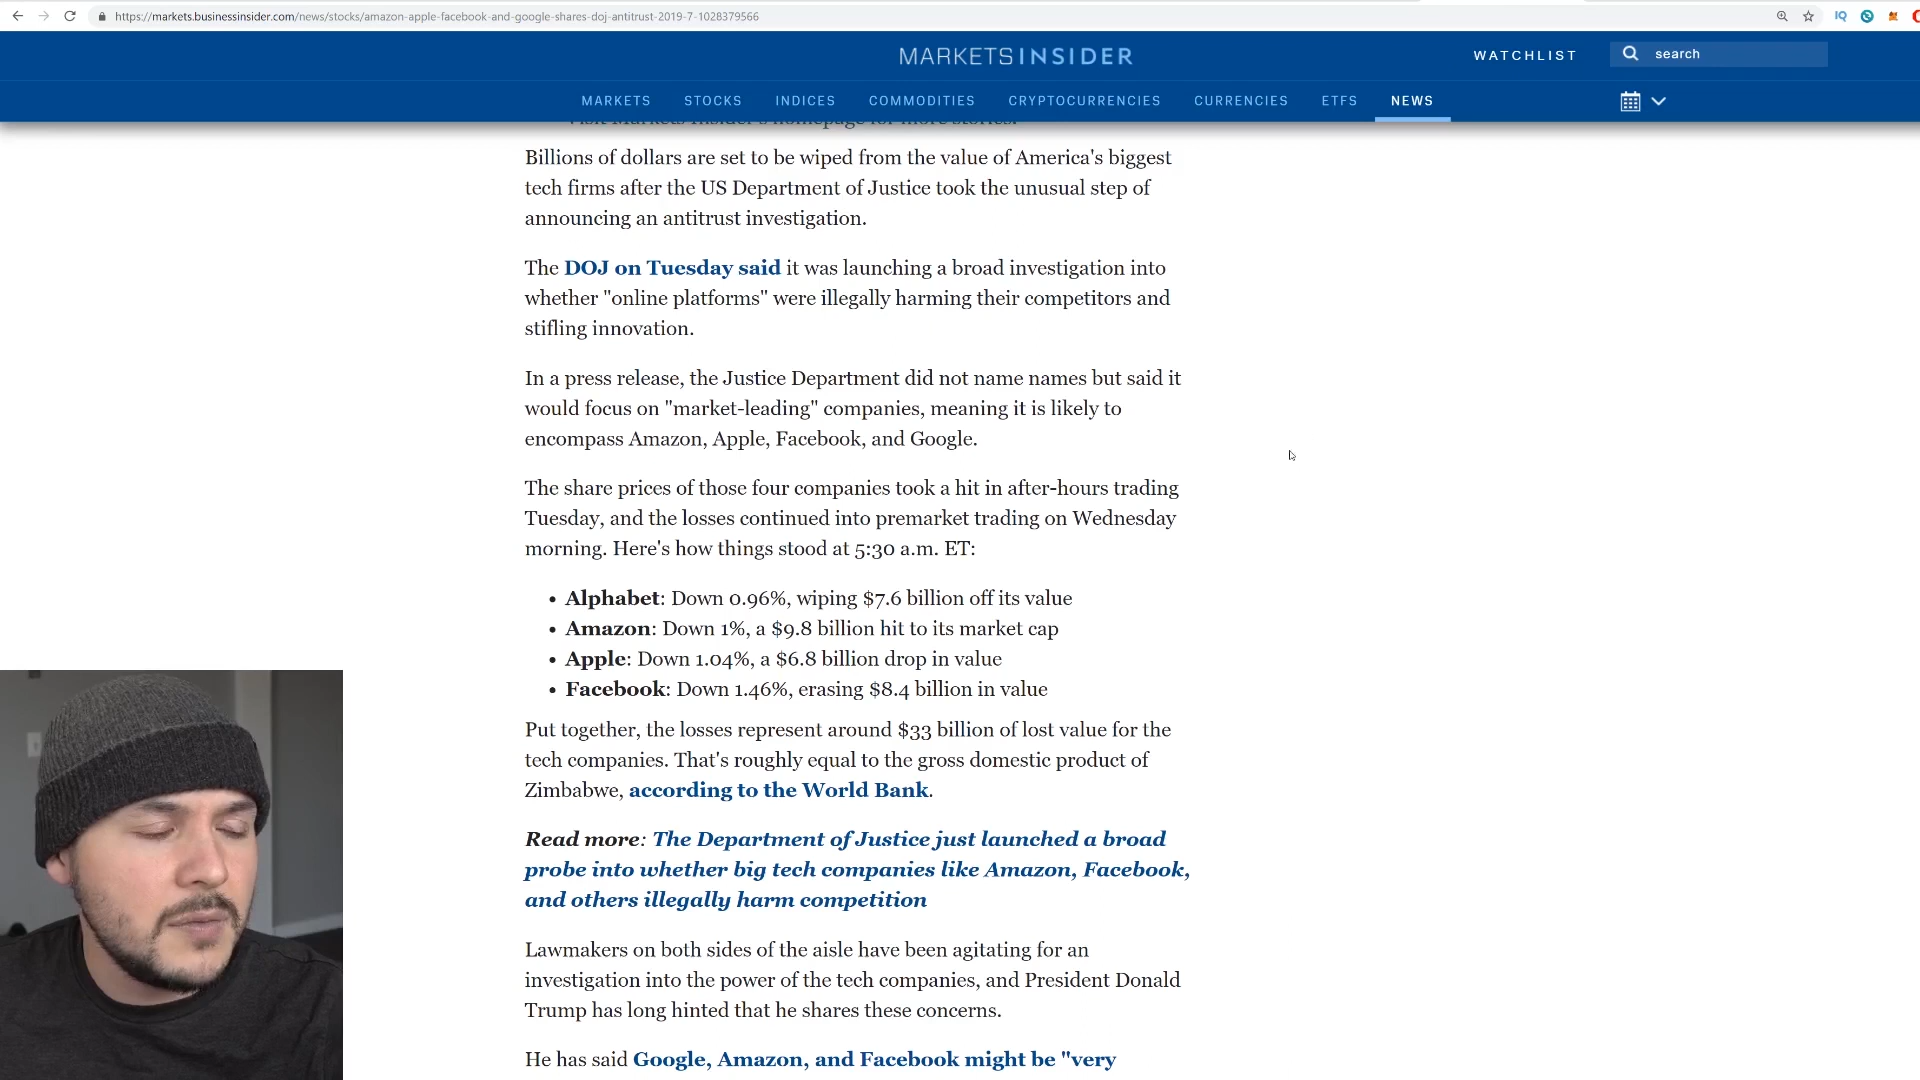 https://markets.businessinsider.com/news/stocks/amazon-apple-facebook-and-google-shares-doj-antitrust-2019-7-1028379566
IQ
MARKETS INSIDER
WATCHLIST
search
MARKETS STOCKS INDICES COMMODITIES CRYPTOCURRENCIES CURRENCIES ETFS NEWS
Visit Markets Insider's homepage for more stories.
Billions of dollars are set to be wiped from the value of America's biggest
tech firms after the US Department of Justice took the unusual step of
announcing an antitrust investigation.
The DOJ on Tuesday said it was launching a broad investigation into
whether "online platforms" were illegally harming their competitors and
stifling innovation.
In a press release, the Justice Department did not name names but said it
would focus on "market-leading" companies, meaning it is likely to
encompass Amazon, Apple, Facebook, and Google.
The share prices of those four companies took a hit in after-hours trading
Tuesday, and the losses continued into premarket trading on Wednesday
morning. Here's how things stood at 5:30 a.m. ET:
• Alphabet: Down 0.96%, wiping $7.6 billion off its value
• Amazon: Down 1%, a $9.8 billion hit to its market cap
• Apple: Down 1.04%, a $6.8 billion drop in value
• Facebook: Down 1.46%, erasing $8.4 billion in value
Put together, the losses represent around $33 billion of lost value for the
tech companies. That's roughly equal to the gross domestic product of
Zimbabwe, according to the World Bank.
Read more: The Department of Justice just launched a broad
probe into whether big tech companies like Amazon, Facebook,
and others illegally harm competition
Lawmakers on both sides of the aisle have been agitating for an
investigation into the power of the tech companies, and President Donald
Trump has long hinted that he shares these concerns.
He has said Google, Amazon, and Facebook might be "very